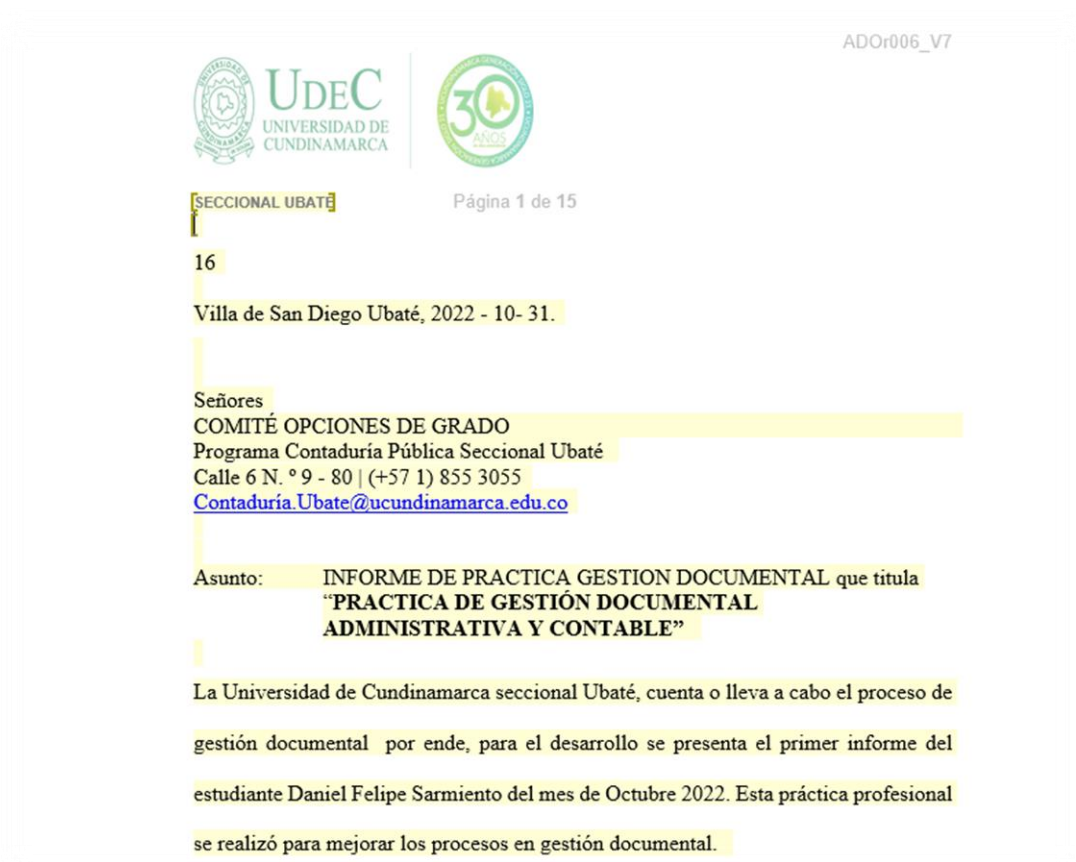 ADOr006_V7
UDEC
UNIVERSIDAD DE
CUNDINAMARCA
30
AÑOS
SECCIONAL UBATÉ
Página 1 de 15
16
Villa de San Diego Ubaté, 2022 - 10- 31.
Señores
COMITÉ OPCIONES DE GRADO
Programa Contaduría Pública Seccional Ubaté
Calle 6 N. º 9 - 80 | (+57 1) 855 3055
Contaduría.Ubate@ucundinamarca.edu.co
Asunto: INFORME DE PRACTICA GESTION DOCUMENTAL que titula
“PRACTICA DE GESTIÓN DOCUMENTAL
ADMINISTRATIVA Y CONTABLE”
La Universidad de Cundinamarca seccional Ubaté, cuenta o lleva a cabo el proceso de
gestión documental por ende, para el desarrollo se presenta el primer informe del
estudiante Daniel Felipe Sarmiento del mes de Octubre 2022. Esta práctica profesional
se realizó para mejorar los procesos en gestión documental.